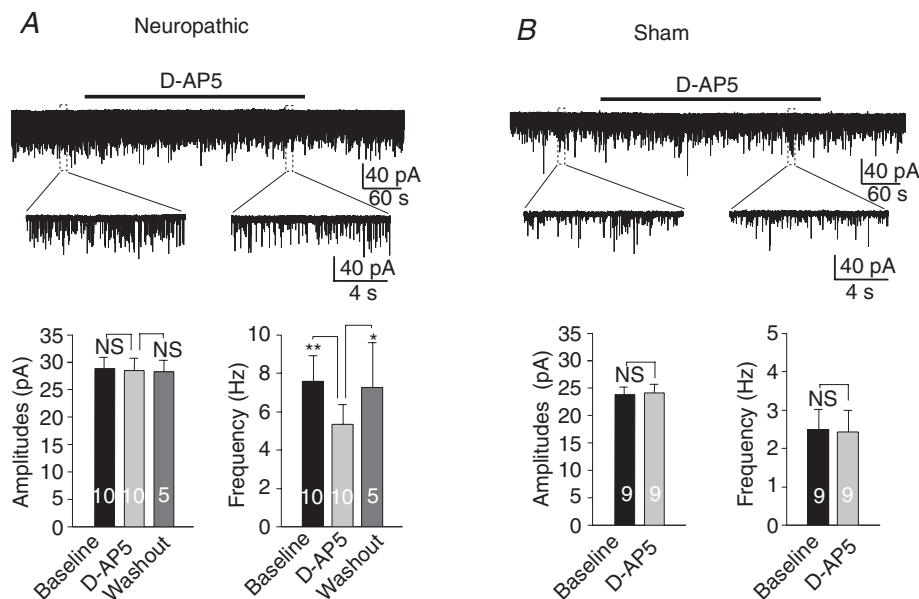 A Neuropathic
D-AP5
40 pA
60 s
40 pA
4 s
Amplitudes (pA)
35
30
25
20
15
10
5
0
NS NS
10 10 5
Baseline
D-AP5
Washout
Frequency (Hz)
10
8
6
4
2
0
** *
10 10 5
Baseline
D-AP5
Washout
B Sham
D-AP5
40 pA
60 s
40 pA
4 s
Amplitudes (pA)
35
30
25
20
15
10
5
0
NS
9 9
Baseline
D-AP5
Frequency (Hz)
5
4
3
2
1
0
NS
9 9
Baseline
D-AP5